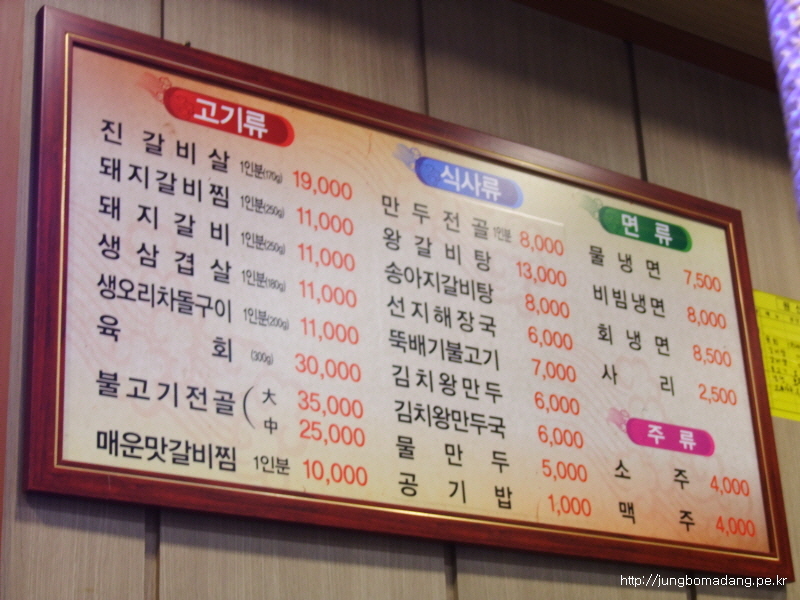 고기류
진갈비살 1인분(170g) 19,000
돼지갈비찜 1인분(250g) 11,000
돼지갈비 1인분(250g) 11,000
생삼겹살 1인분(180g) 11,000
생오리차돌구이 1인분(200g) 11,000
육회 (300g) 30,000
불고기전골 ( 大 35,000
中 25,000
매운맛갈비찜 1인분 10,000
식사류
만두전골 1인분 8,000
왕갈비탕 13,000
송아지갈비탕 8,000
선지해장국 6,000
뚝배기불고기 7,000
김치왕만두 6,000
김치왕만두국 6,000
물만두 5,000
공기밥 1,000
면류
물냉면 7,500
비빔냉면 8,000
회냉면 8,500
사리 2,500
주류
소주 4,000
맥주 4,000
http://jungbomadang.pe.kr